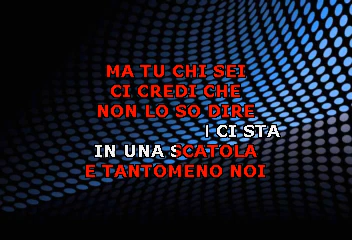 MA TU CHI SEI
CI CREDI CHE
NON LO SO DIRE
CI STA
IN UNA SCATOLA
E TANTOMENO NOI